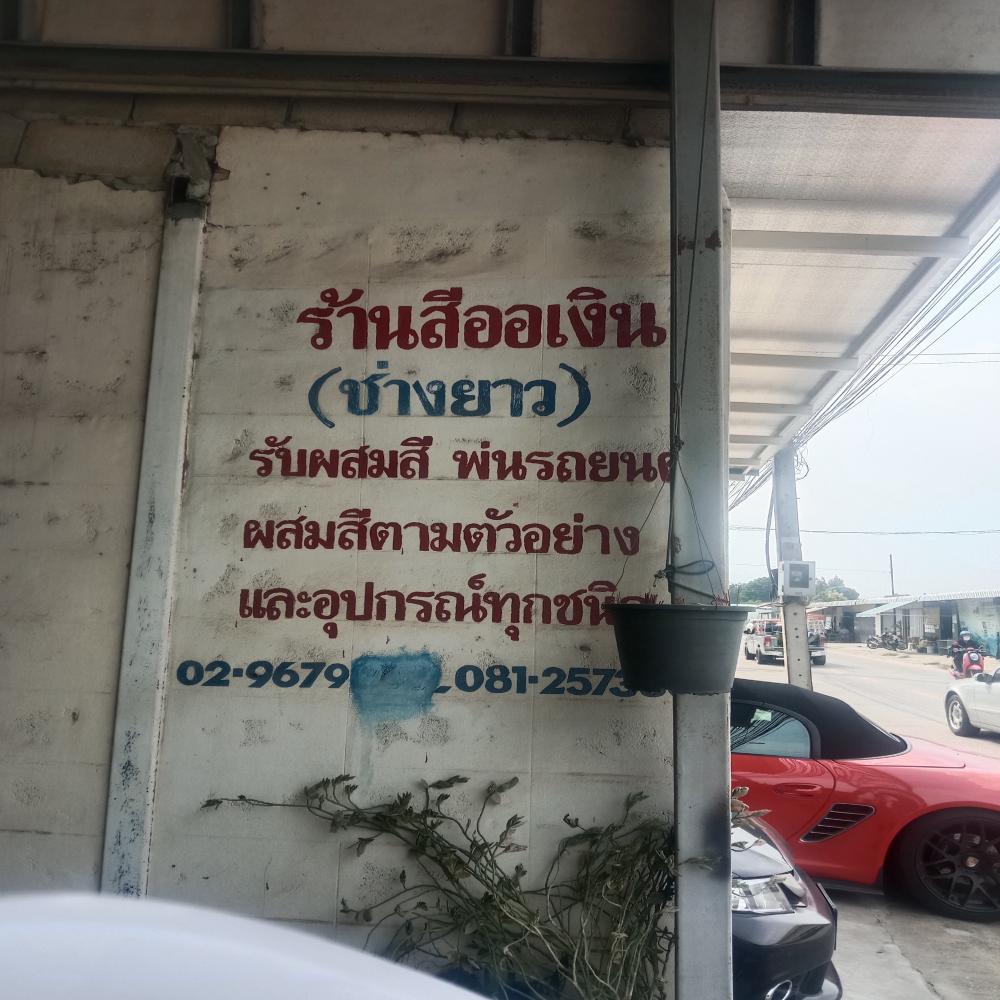 ร้านสีออเงิน
(ช่างยาว)
รับผสมสี พ่นรถยนต
ผสมสีตามตัวอย่าง
และอุปกรณ์ทุกชนิ
02-9679 081-2573